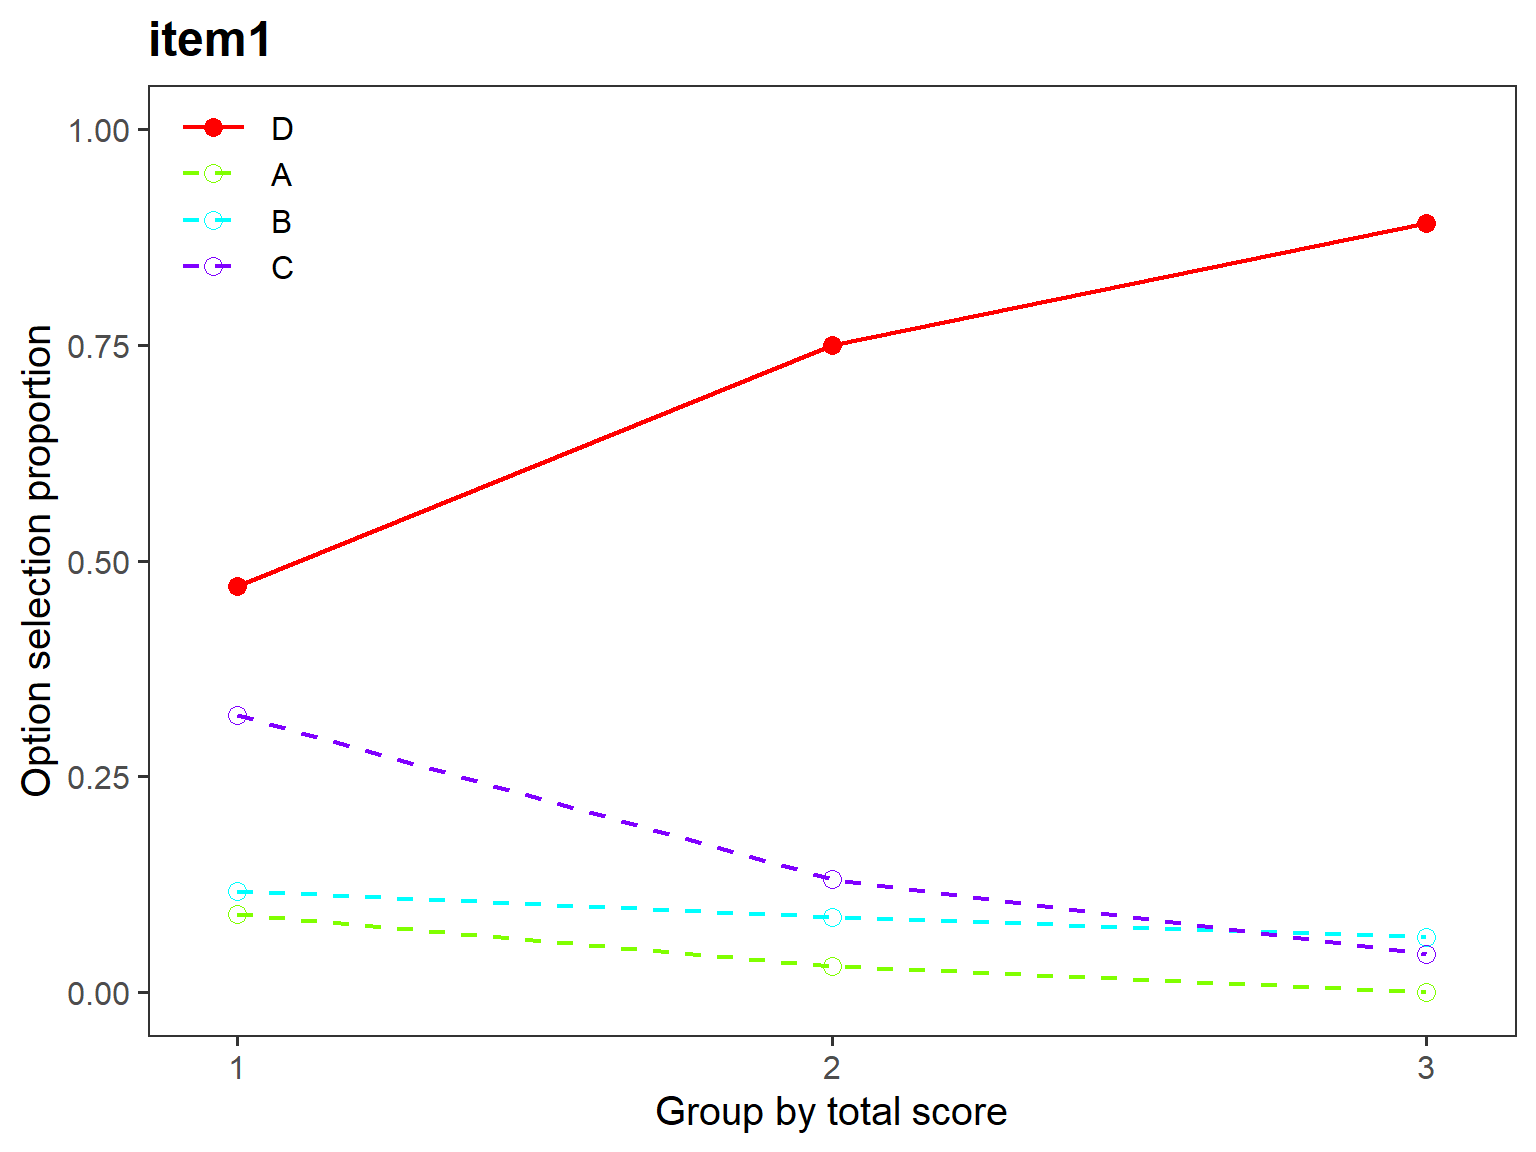 item1
D
A
B
C
1.00
0.75
0.50
0.25
0.00
Option selection proportion
1 2 3
Group by total score